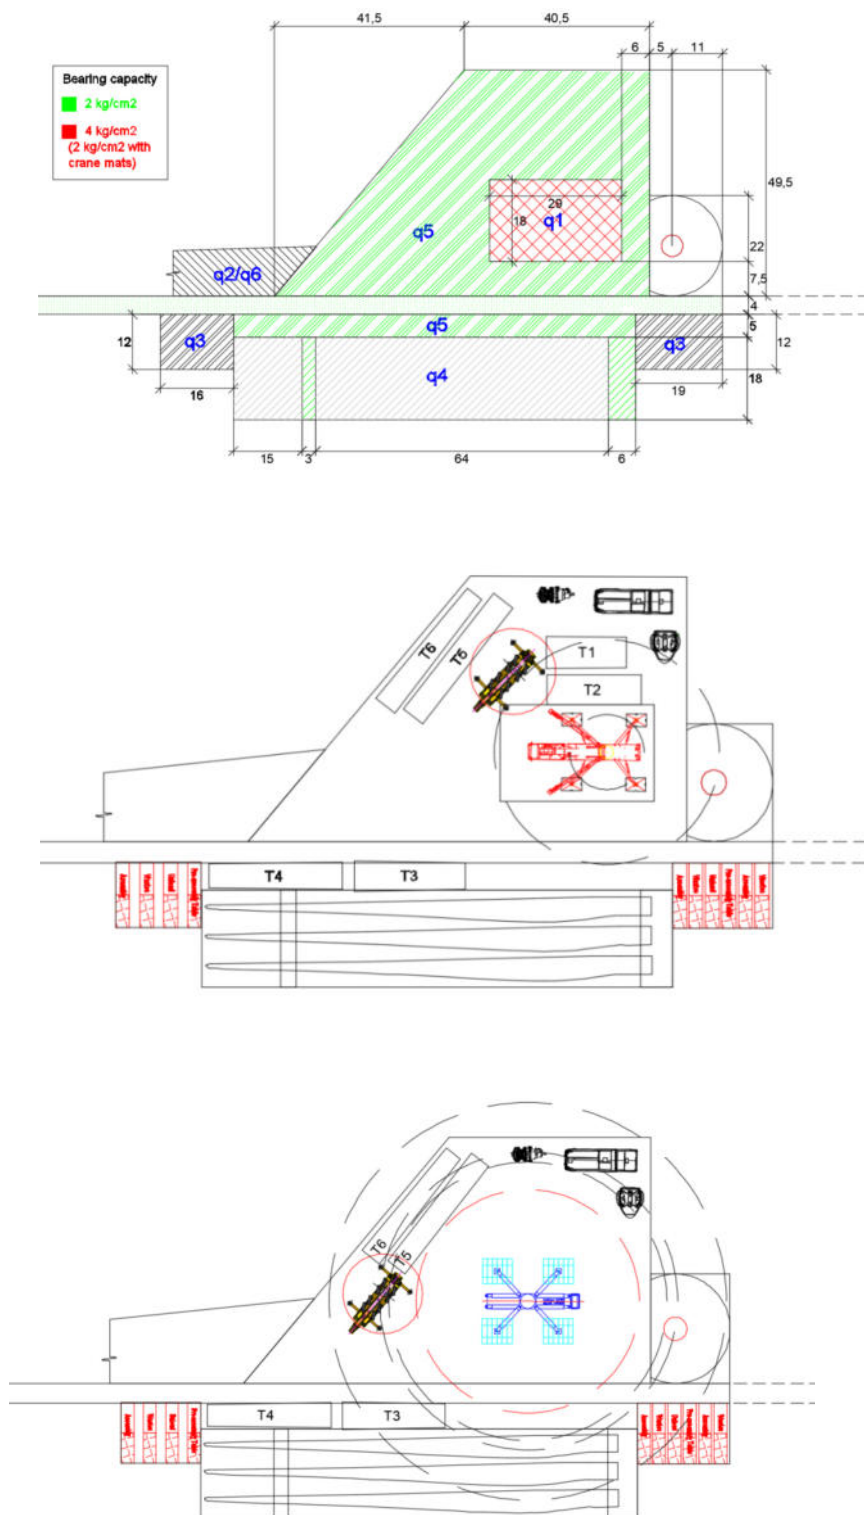 41,5
40,5
6
5
11
Bearing capacity
2 kg/cm2
4 kg/cm2
(2 kg/cm2 with
crane mats)
49,5
29
18
q1
q5
22
q2/q6
7,5
4
q5
5
12
q3
q3
12
q4
18
16
19
15
3
64
6
T6
T5
T1
T2
T4
T3
T6
T5
T4
T3